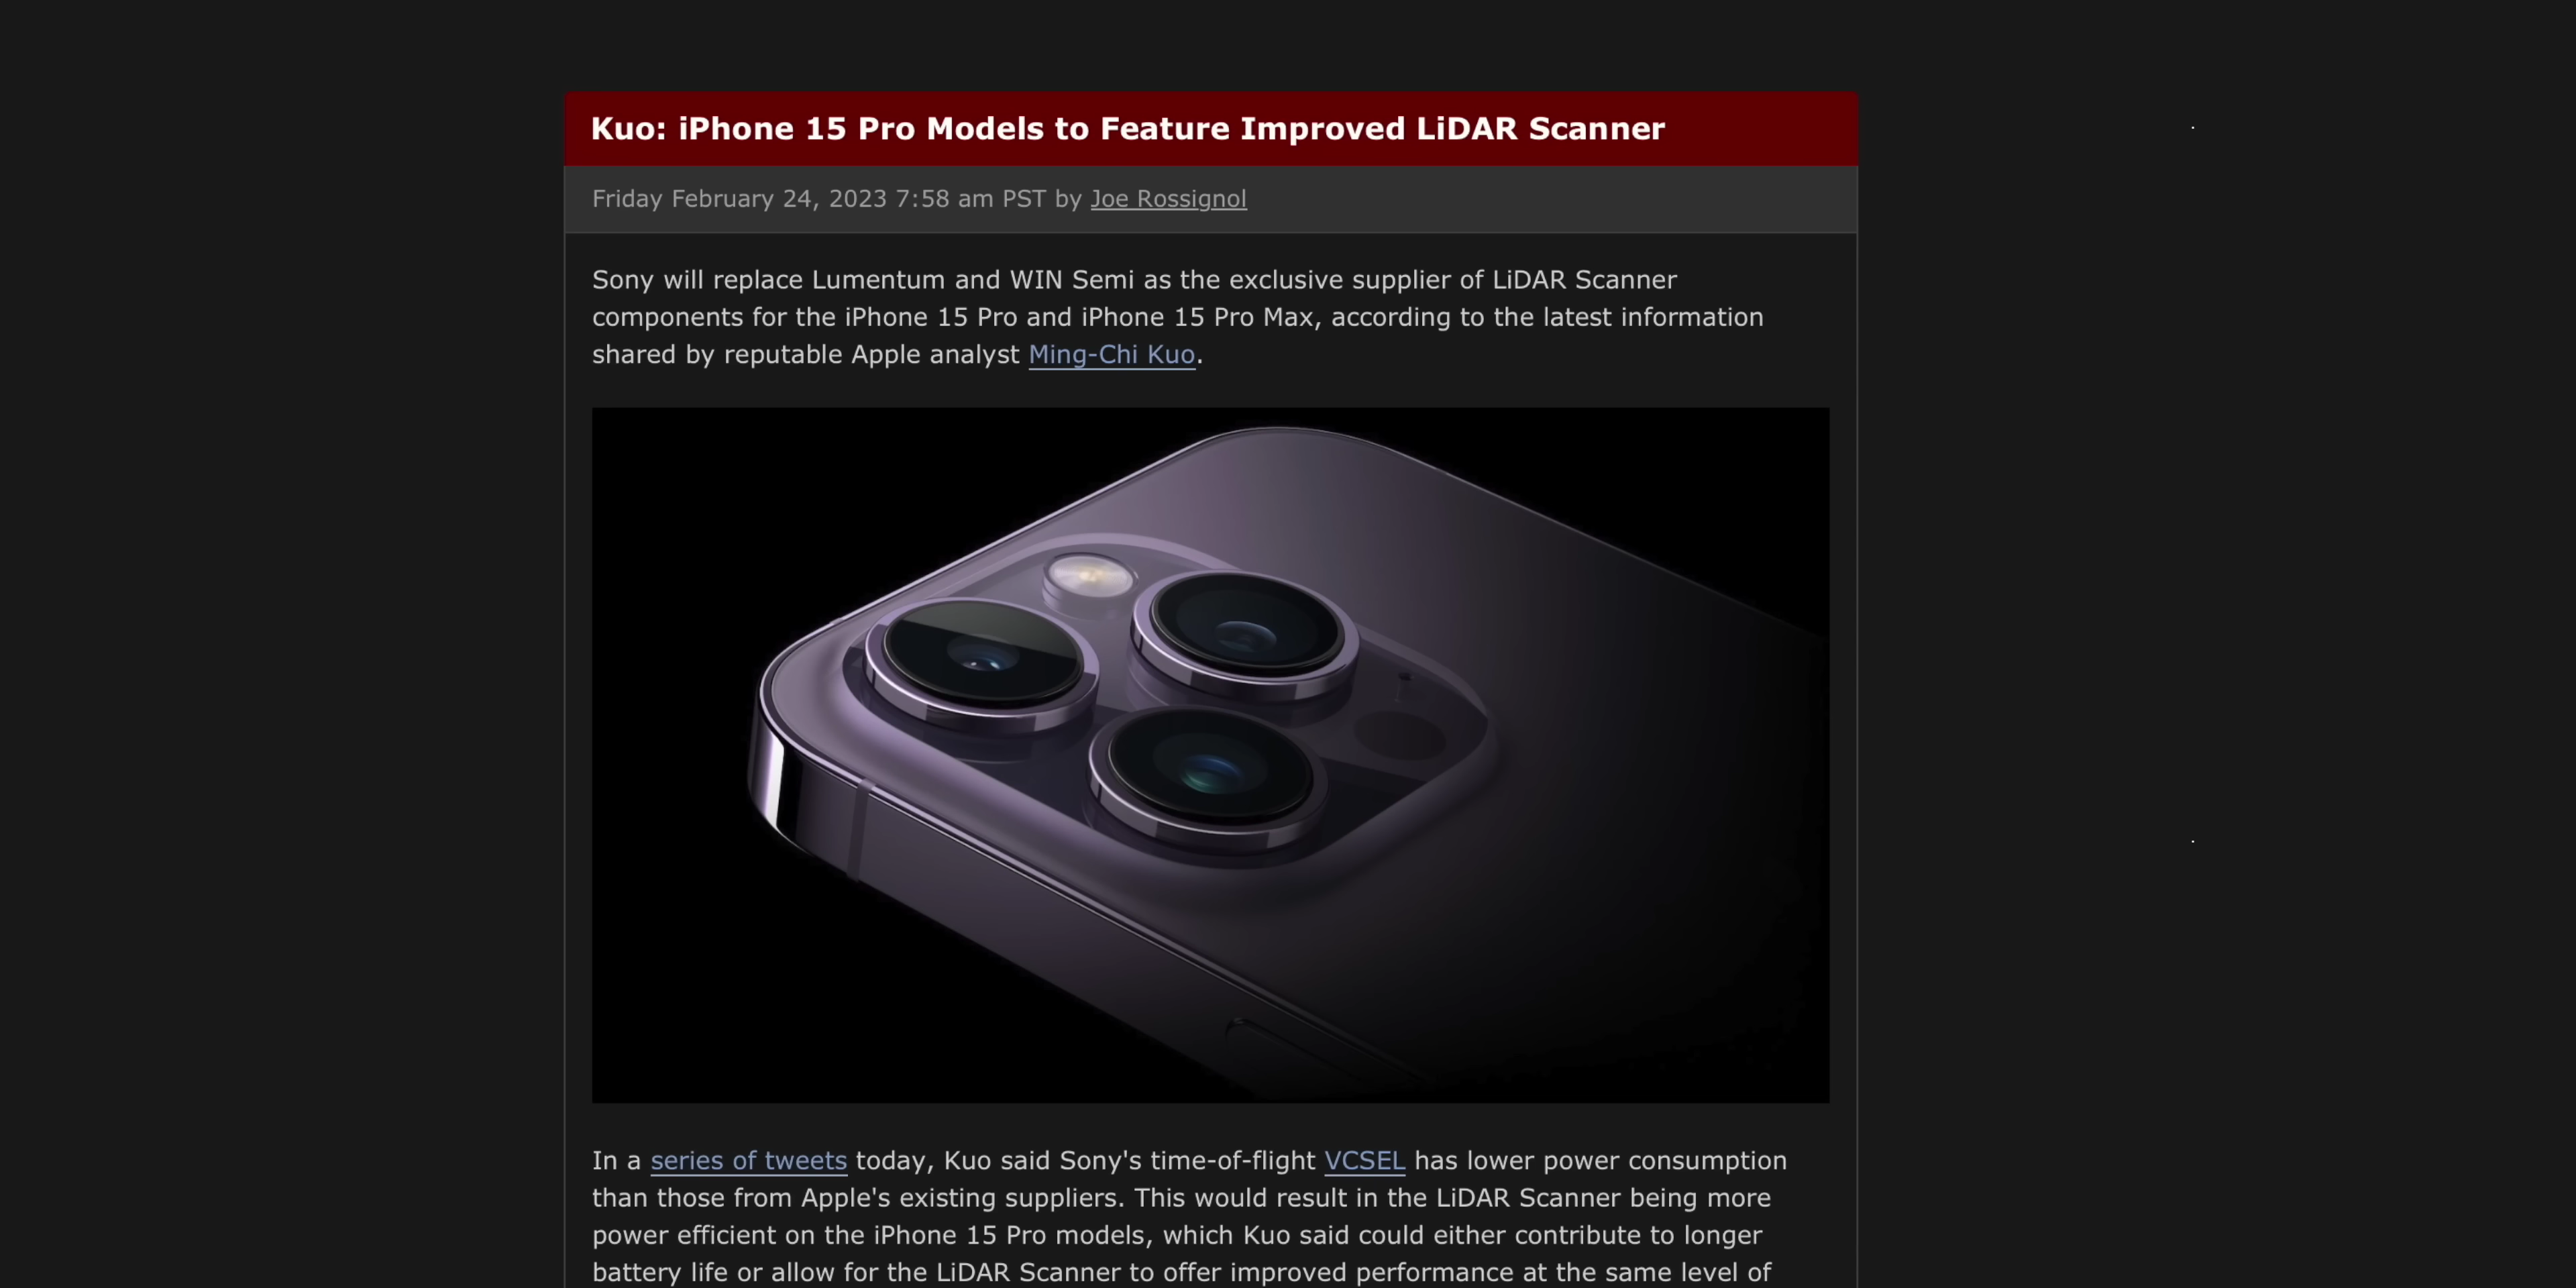 Kuo: iPhone 15 Pro Models to Feature Improved LiDAR Scanner
Friday February 24, 2023 7:58 am PST by Joe Rossignol
Sony will replace Lumentum and WIN Semi as the exclusive supplier of LiDAR Scanner
components for the iPhone 15 Pro and iPhone 15 Pro Max, according to the latest information
shared by reputable Apple analyst Ming-Chi Kuo.
In a series of tweets today, Kuo said Sony's time-of-flight VCSEL has lower power consumption
than those from Apple's existing suppliers. This would result in the LiDAR Scanner being more
power efficient on the iPhone 15 Pro models, which Kuo said could either contribute to longer
battery life or allow for the LiDAR Scanner to offer improved performance at the same level of